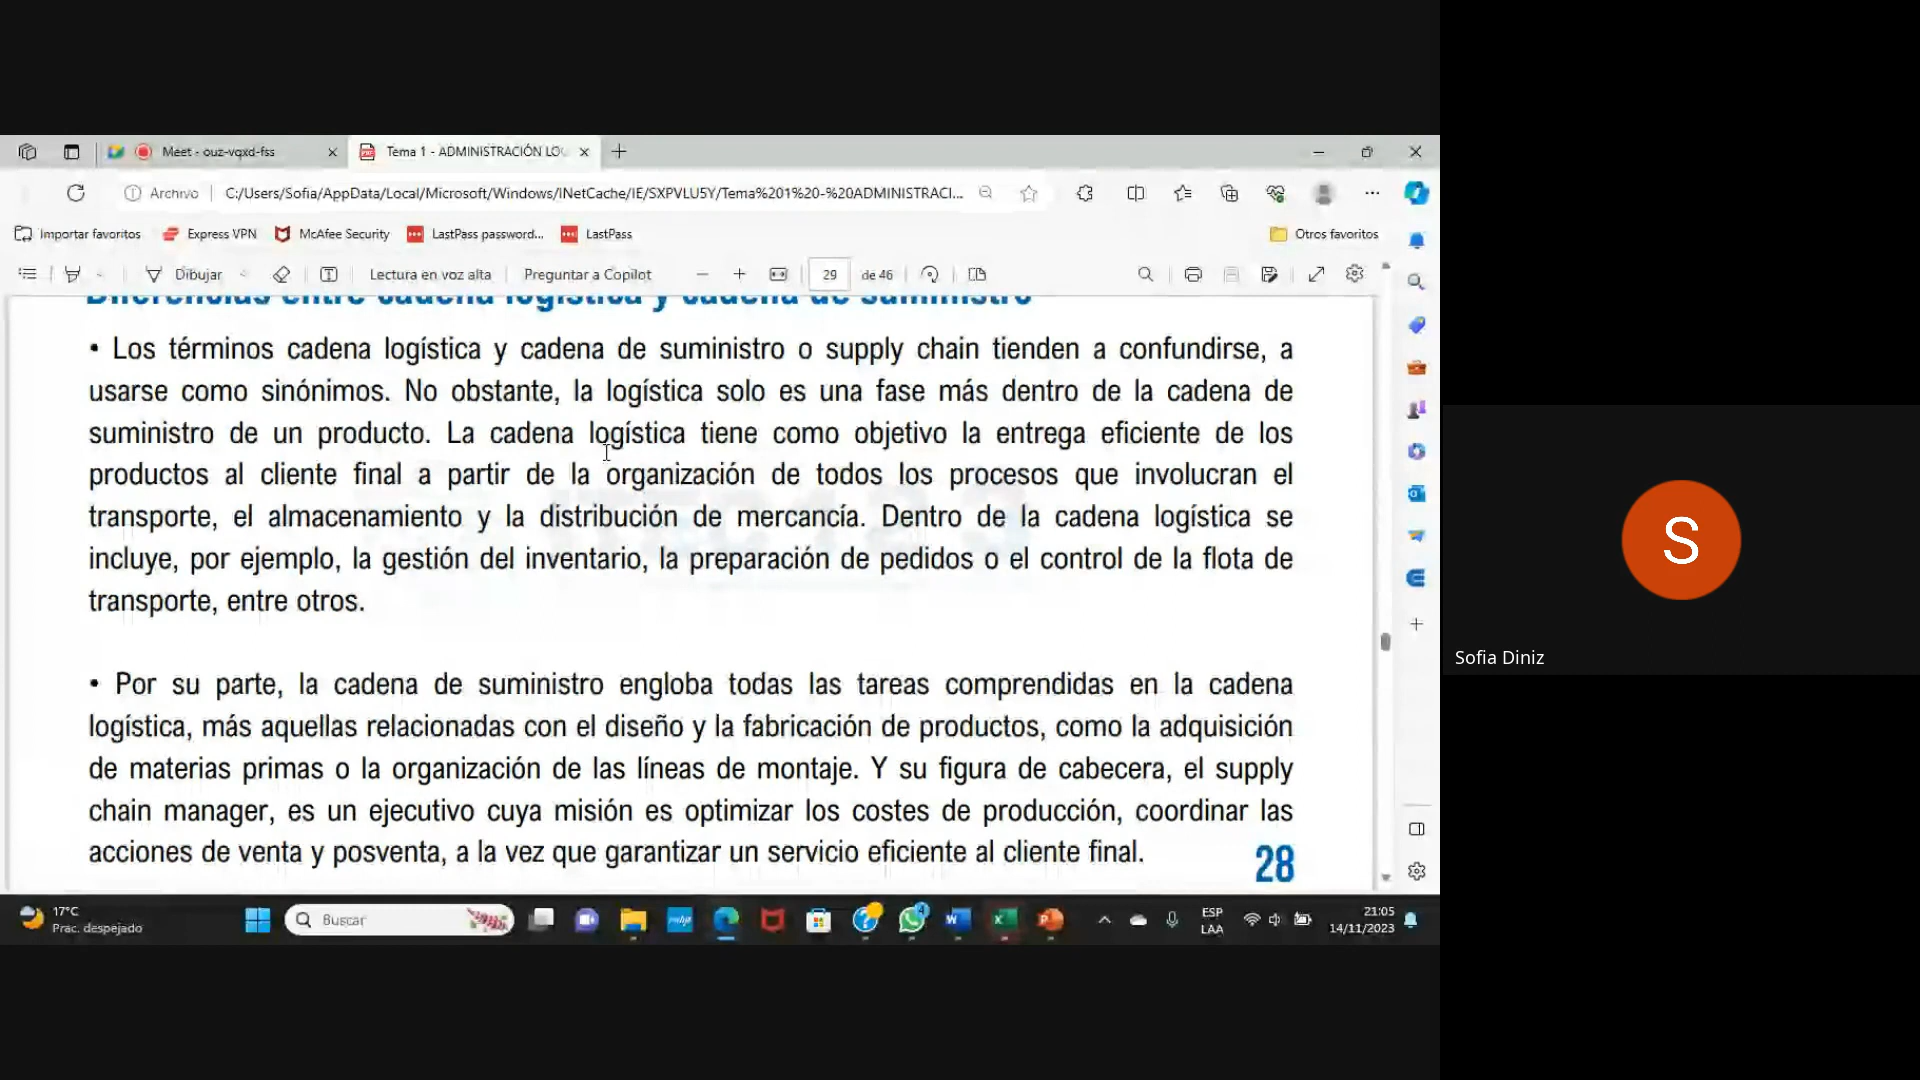 Meet - ouz-vqxd-fss
Tema 1 - ADMINISTRACIÓN LO
Archivo
C:/Users/Sofia/AppData/Local/Microsoft/Windows/INetCache/IE/SXPVLU5Y/Tema%201%20-%20ADMINISTRACI...
Importar favoritos
Express VPN
McAfee Security
LastPass password...
LastPass
Otros favoritos
Dibujar
Lectura en voz alta
Preguntar a Copilot
29
de 46
Diferencias entre cadena logística y cadena de suministro
• Los términos cadena logística y cadena de suministro o supply chain tienden a confundirse, a
usarse como sinónimos. No obstante, la logística solo es una fase más dentro de la cadena de
suministro de un producto. La cadena logística tiene como objetivo la entrega eficiente de los
productos al cliente final a partir de la organización de todos los procesos que involucran el
transporte, el almacenamiento y la distribución de mercancía. Dentro de la cadena logística se
incluye, por ejemplo, la gestión del inventario, la preparación de pedidos o el control de la flota de
transporte, entre otros.
• Por su parte, la cadena de suministro engloba todas las tareas comprendidas en la cadena
logística, más aquellas relacionadas con el diseño y la fabricación de productos, como la adquisición
de materias primas o la organización de las líneas de montaje. Y su figura de cabecera, el supply
chain manager, es un ejecutivo cuya misión es optimizar los costes de producción, coordinar las
acciones de venta y posventa, a la vez que garantizar un servicio eficiente al cliente final.
28
S
Sofia Diniz
17°C
Prac. despejado
Buscar
ESP
LAA
21:05
14/11/2023